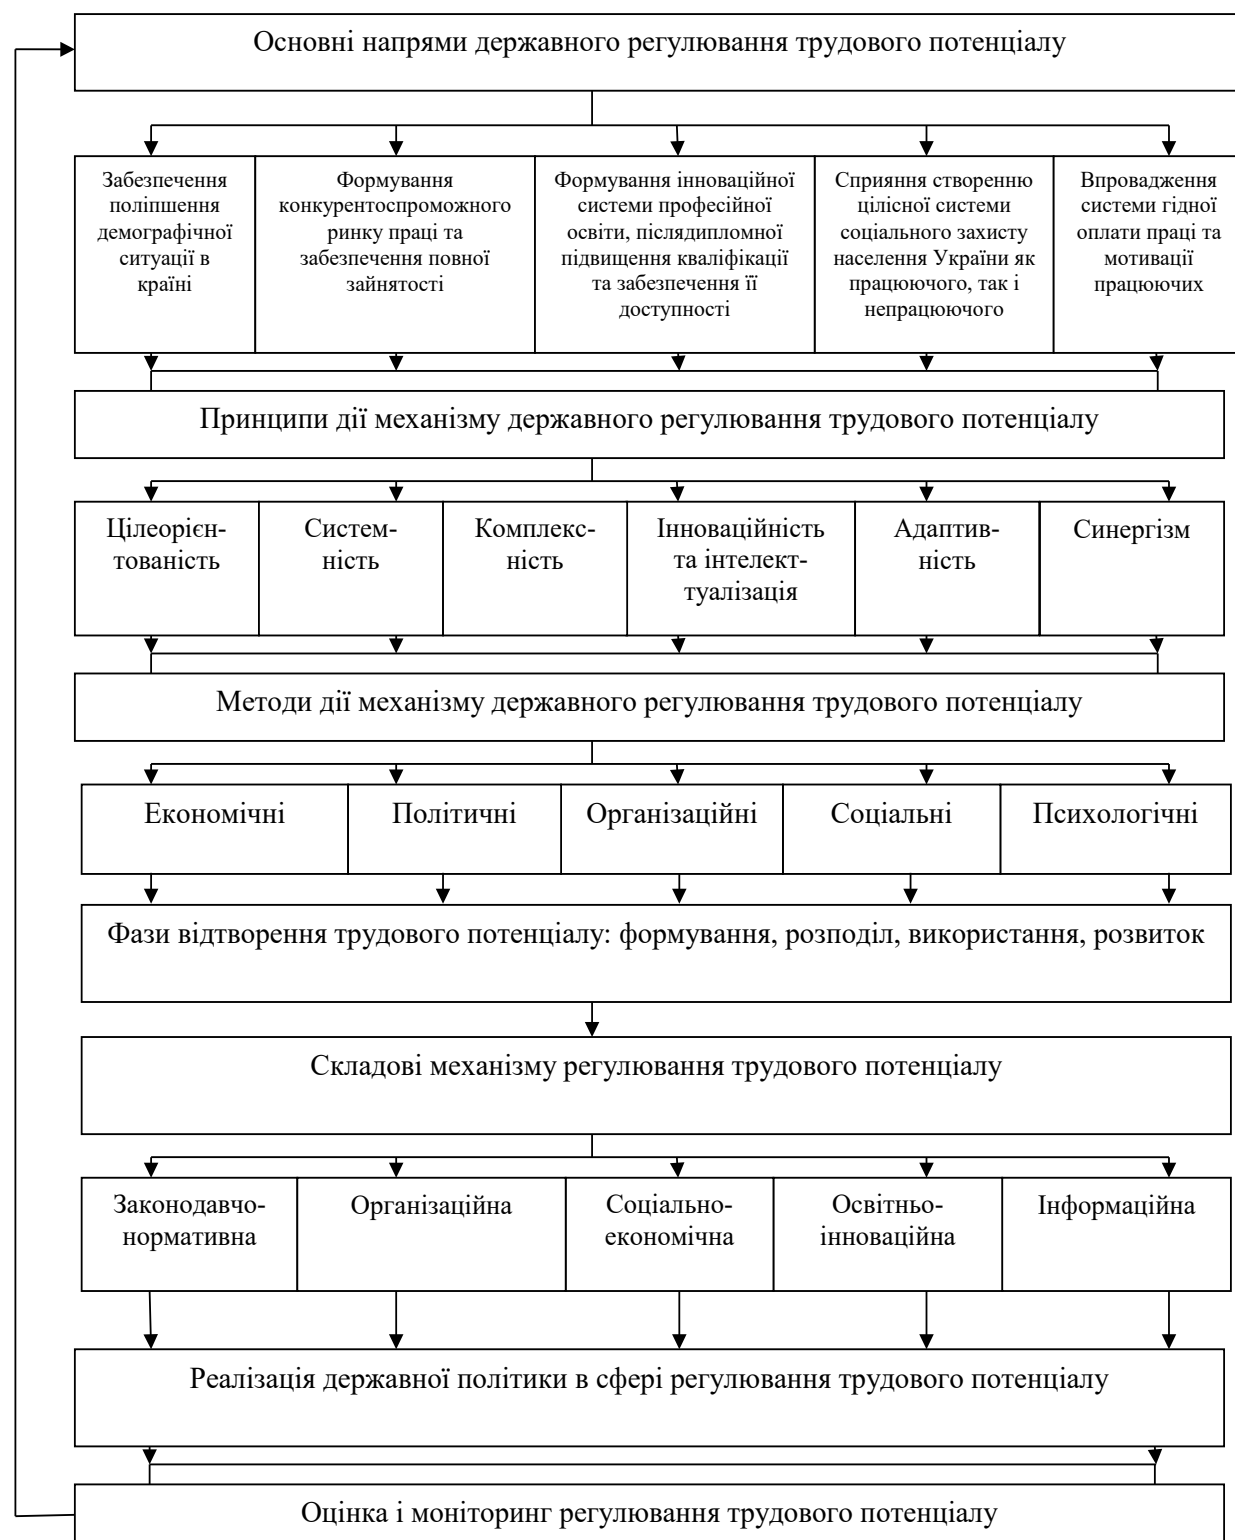 Основні напрями державного регулювання трудового потенціалу
Забезпечення
поліпшення
демографічної
ситуації в
країні
Формування
конкурентоспроможного
ринку праці та
забезпечення повної
зайнятості
Формування інноваційної
системи професійної
освіти, післядипломної
підвищення кваліфікації
та забезпечення її
доступності
Сприяння створенню
цілісної системи
соціального захисту
населення України як
працюючого, так і
непрацюючого
Впровадження
системи гідної
оплати праці та
мотивації
працюючих
Принципи дії механізму державного регулювання трудового потенціалу
Цілеорієн-
тованість
Систем-
ність
Комплекс-
ність
Інноваційність
та інтелект-
туалізація
Адаптив-
ність
Синергізм
Методи дії механізму державного регулювання трудового потенціалу
Економічні
Політичні
Організаційні
Соціальні
Психологічні
Фази відтворення трудового потенціалу: формування, розподіл, використання, розвиток
Складові механізму регулювання трудового потенціалу
Законодавчо-
нормативна
Організаційна
Соціально-
економічна
Освітньо-
інноваційна
Інформаційна
Реалізація державної політики в сфері регулювання трудового потенціалу
Оцінка і моніторинг регулювання трудового потенціалу